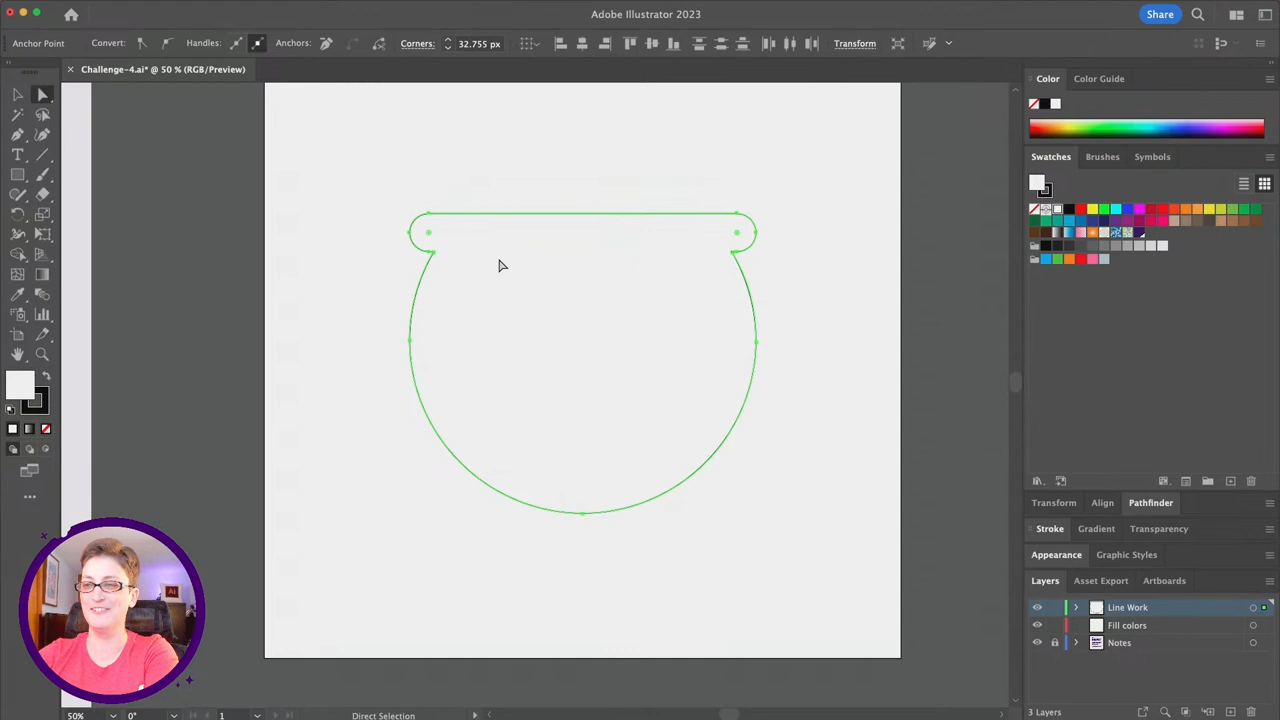 Adobe Illustrator 2023
Share
Anchor Point
Convert:
Handles:
Anchors:
Corners:
32.755 px
Transform
× Challenge-4.ai* @ 50 % (RGB/Preview)
Color
Color Guide
Swatches
Brushes
Symbols
Transform
Align
Pathfinder
Stroke
Gradient
Transparency
Appearance
Graphic Styles
Layers
Asset Export
Artboards
Line Work
Fill colors
Notes
Ai
50%
0°
1
Direct Selection
3 Layers